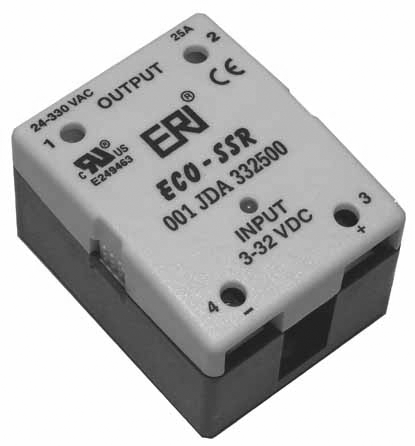 24-330 VAC
OUTPUT
25A
1
2
CE
c RU ® US
E249463
ERI ®
ECO-SSR
001 JDA 332500
INPUT
3-32 VDC
4 -
+ 3